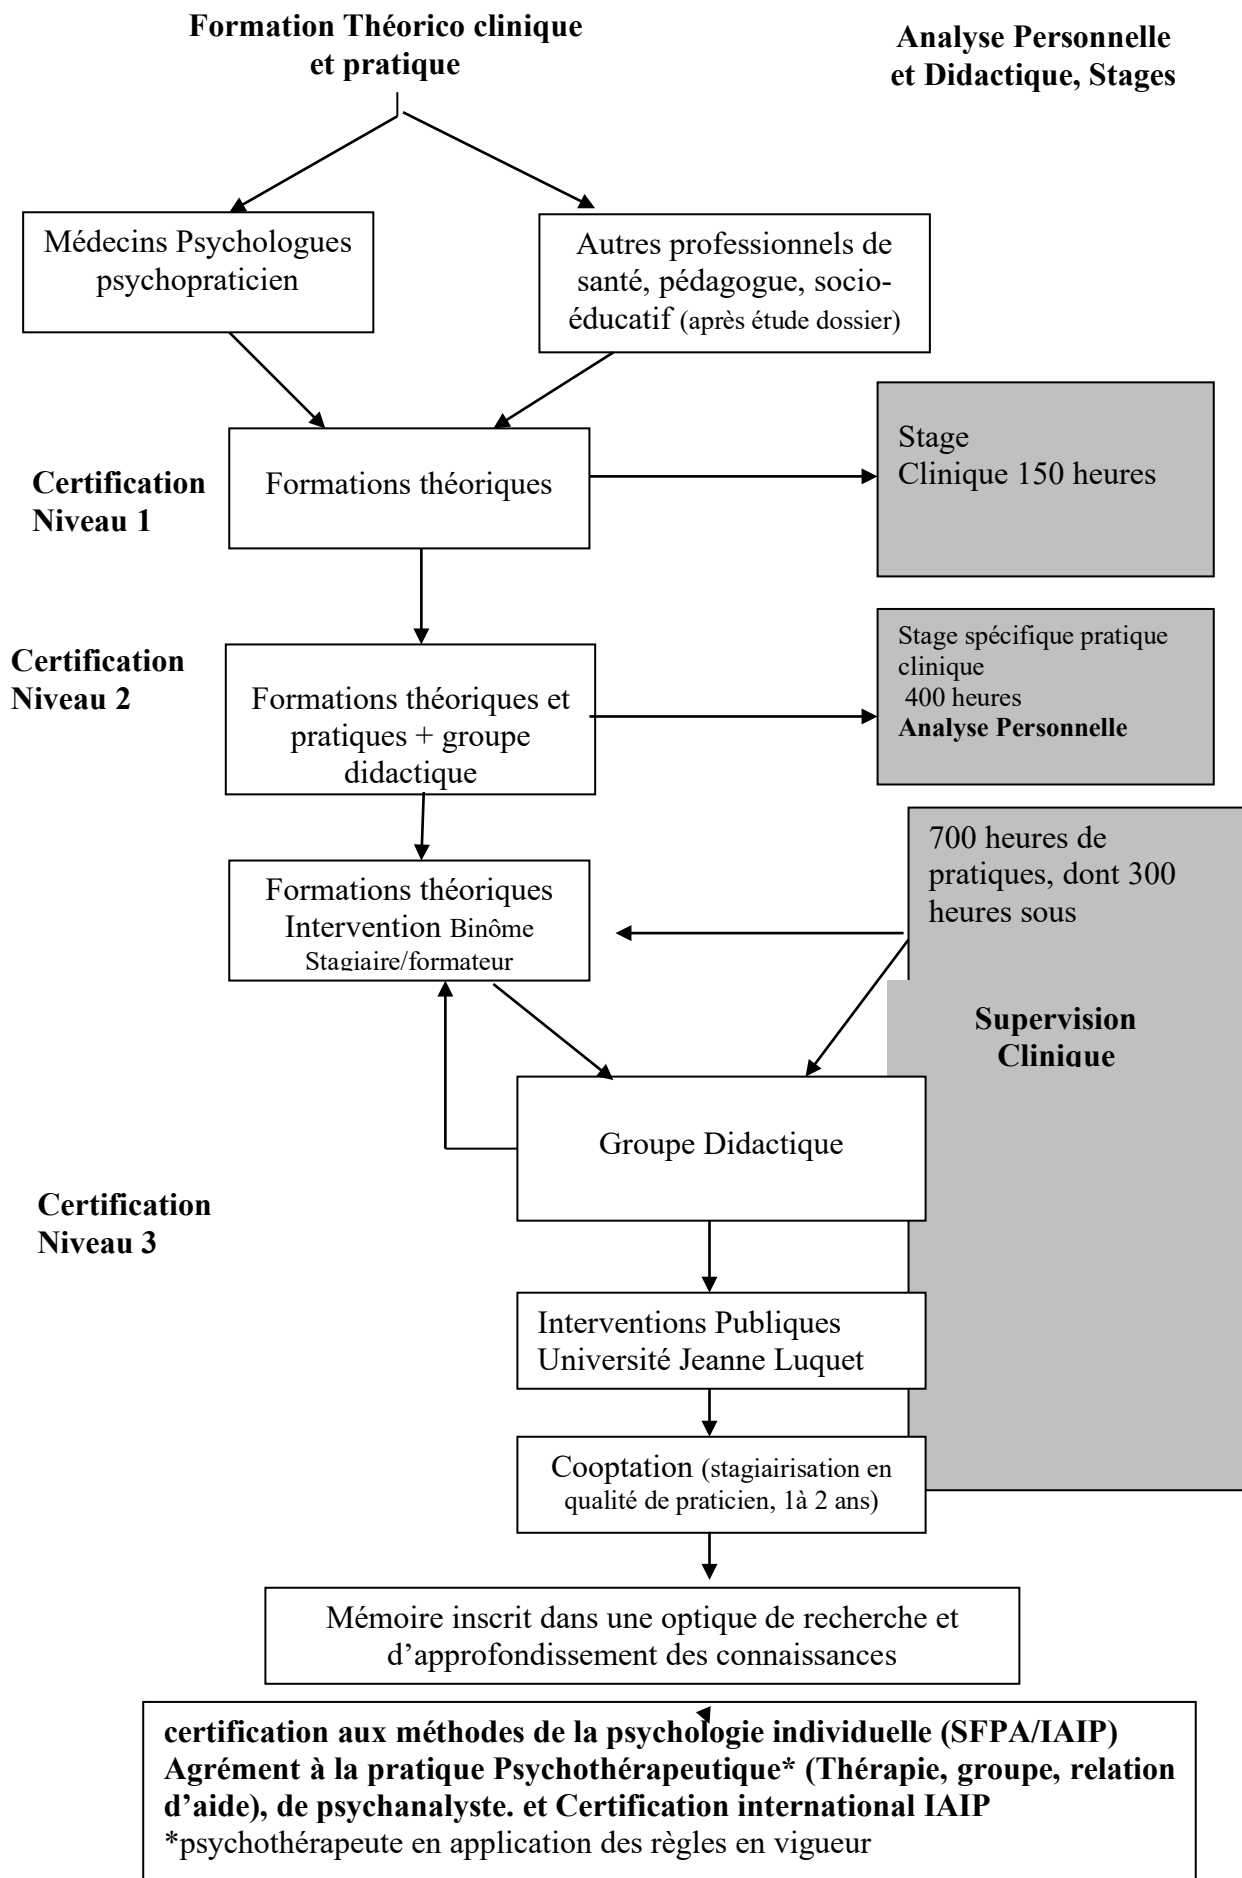 Formation Théorico clinique
et pratique
Analyse Personnelle
et Didactique, Stages
Médecins Psychologues
psychopraticien
Autres professionnels de
santé, pédagogue, socio-
éducatif (après étude dossier)
Certification
Niveau 1
Formations théoriques
Stage
Clinique 150 heures
Certification
Niveau 2
Formations théoriques et
pratiques + groupe
didactique
Stage spécifique pratique
clinique
400 heures
Analyse Personnelle
Formations théoriques
Intervention Binôme
Stagiaire/formateur
700 heures de
pratiques, dont 300
heures sous
Supervision
Clinique
Groupe Didactique
Certification
Niveau 3
Interventions Publiques
Université Jeanne Luquet
Cooptation (stagiairisation en
qualité de praticien, 1à 2 ans)
Mémoire inscrit dans une optique de recherche et
d’approfondissement des connaissances
certification aux méthodes de la psychologie individuelle (SFPA/IAIP)
Agrément à la pratique Psychothérapeutique* (Thérapie, groupe, relation
d’aide), de psychanalyste. et Certification international IAIP
*psychothérapeute en application des règles en vigueur